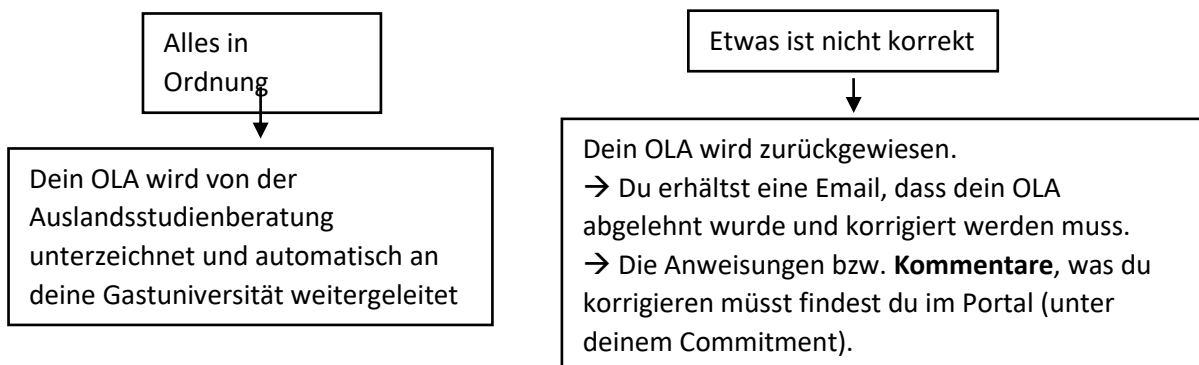 Alles in
Ordnung
Dein OLA wird von der
Auslandsstudienberatung
unterzeichnet und automatisch an
deine Gastuniversität weitergeleitet
Etwas ist nicht korrekt
Dein OLA wird zurückgewiesen.
→ Du erhältst eine Email, dass dein OLA
abgelehnt wurde und korrigiert werden muss.
→ Die Anweisungen bzw. Kommentare, was du
korrigieren müsst findest du im Portal (unter
deinem Commitment).